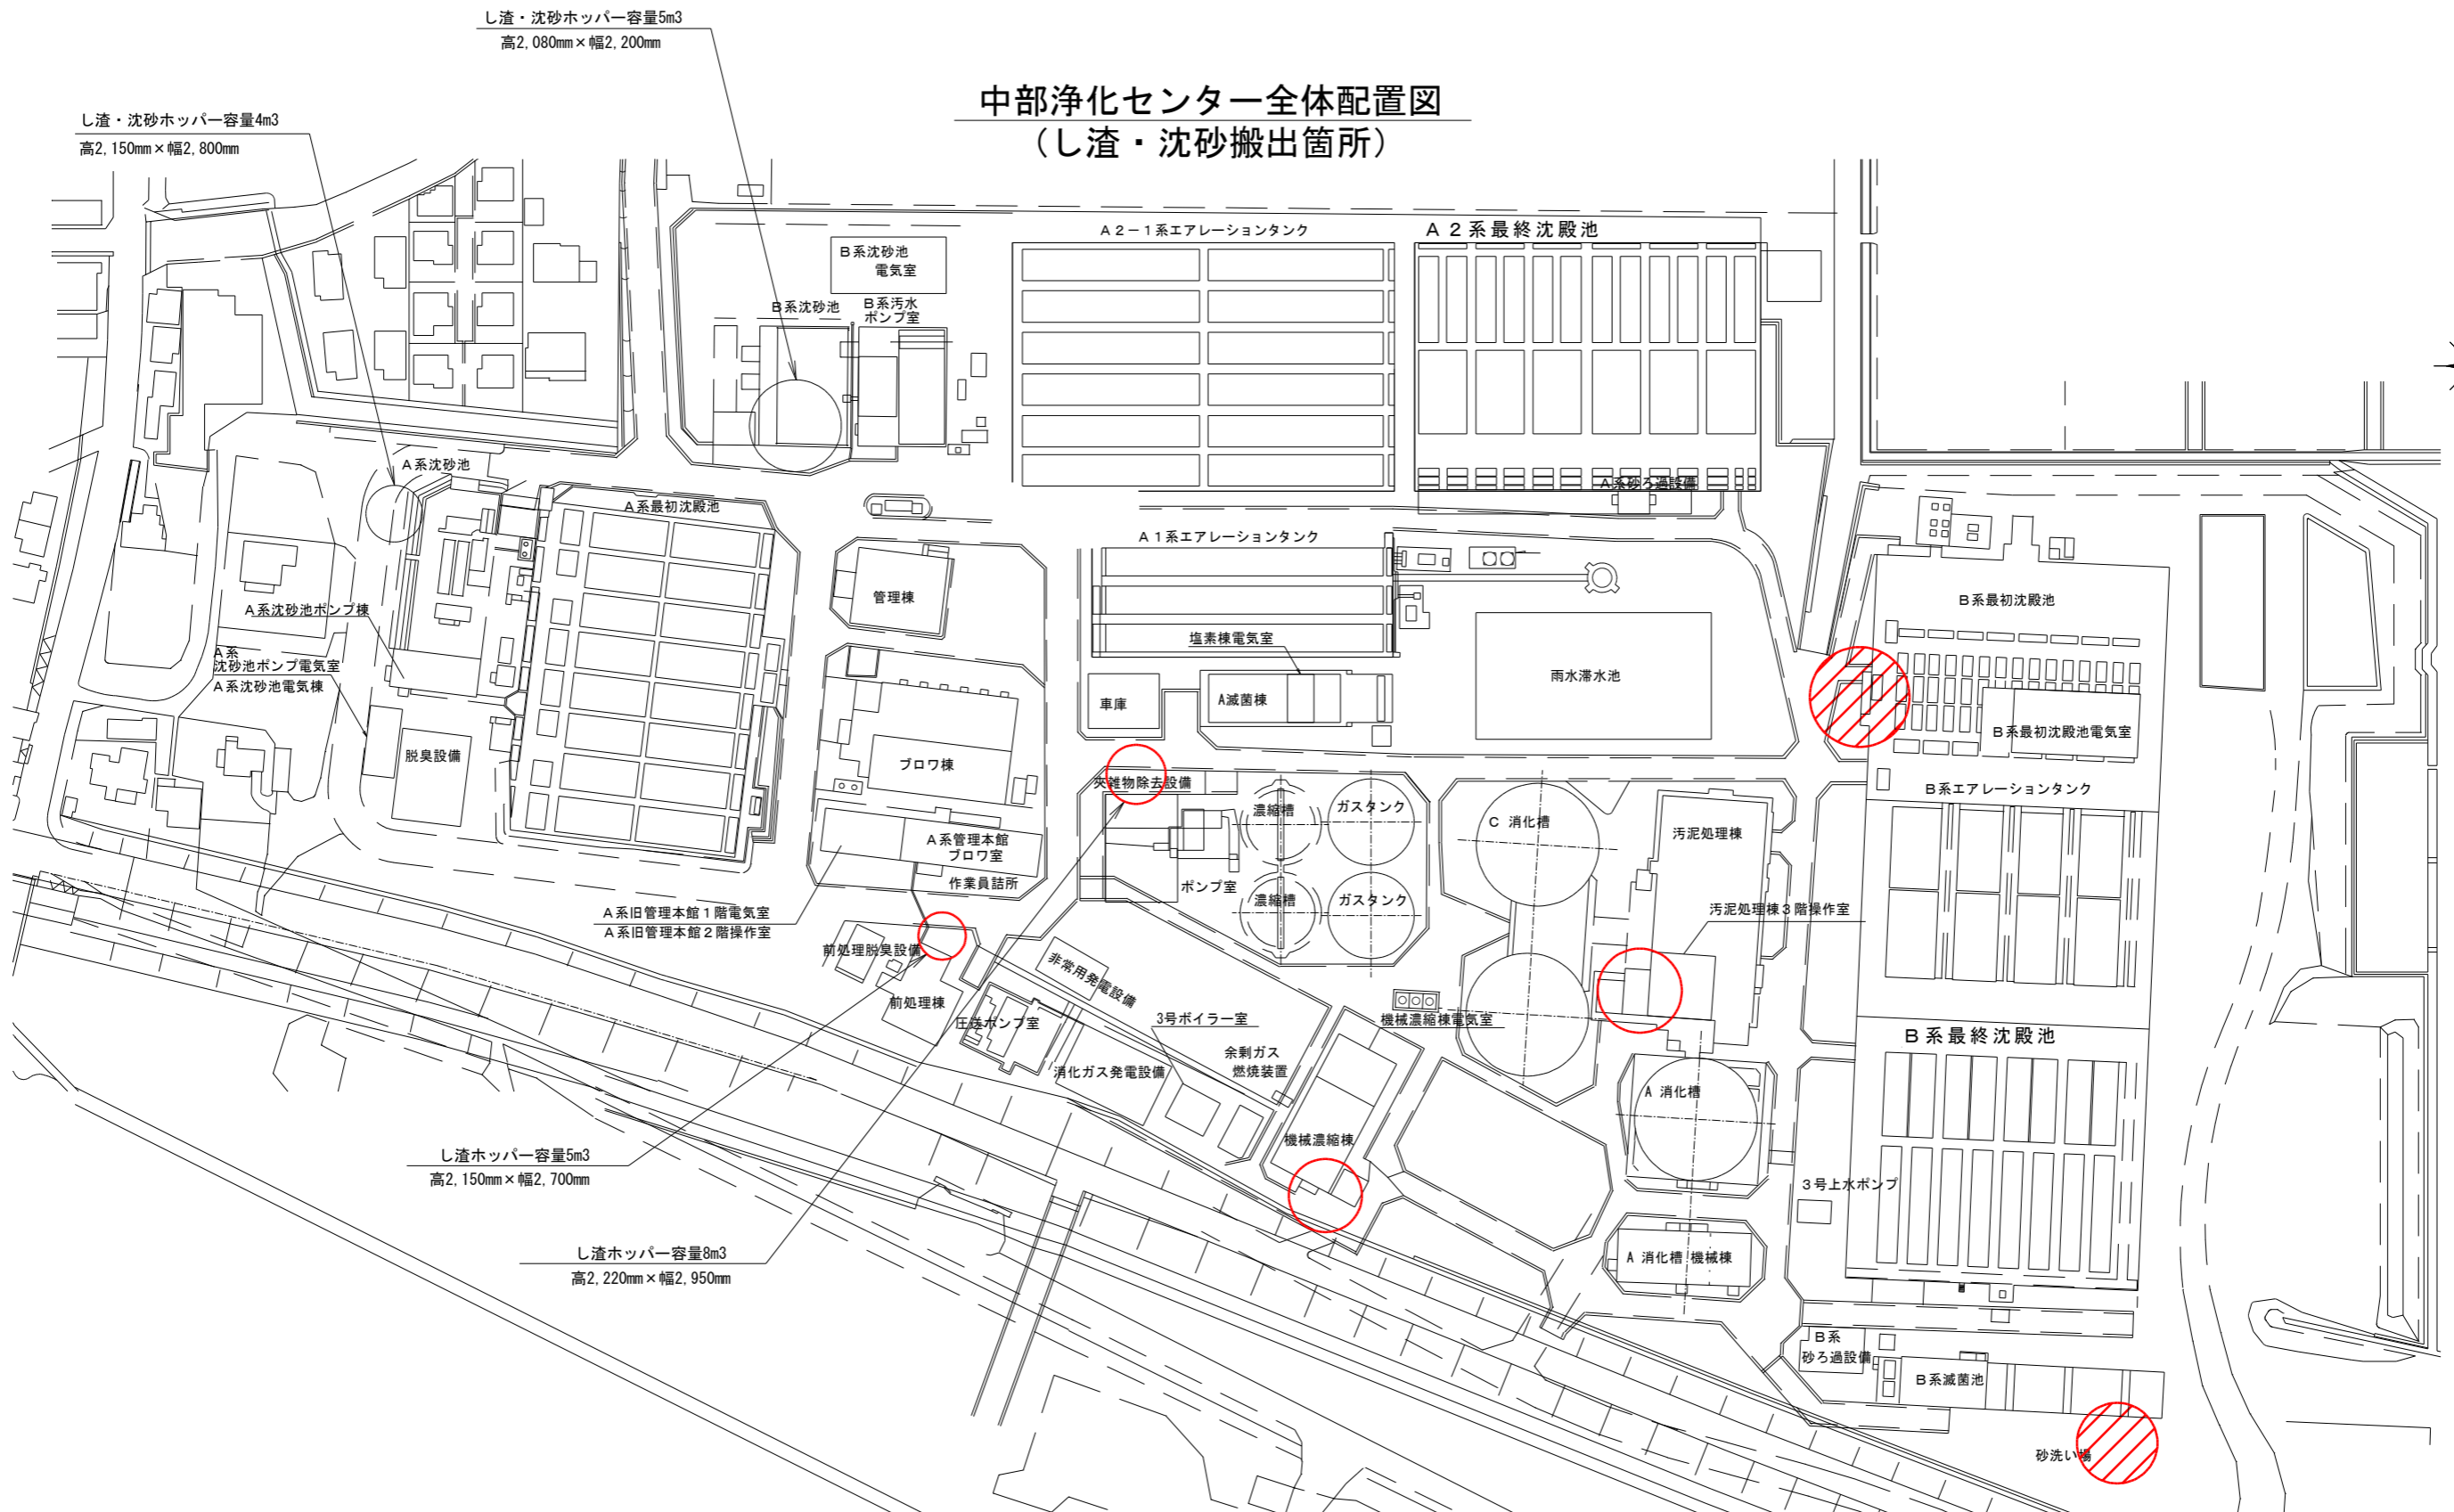 し渣・沈砂ホッパー容量5m3
高2,080mm×幅2,200mm
中部浄化センター全体配置図
（し渣・沈砂搬出箇所）
し渣・沈砂ホッパー容量4m3
高2,150mm×幅2,800mm
A2-1系エアレーションタンク
A2系最終沈殿池
B系沈砂池
電気室
B系沈砂池
B系汚水
ポンプ室
A系沈砂池
A系最初沈殿池
A系砂ろ過設備
A1系エアレーションタンク
管理棟
B系最初沈殿池
A系沈砂池ポンプ棟
塩素棟電気室
A系
沈砂池ポンプ電気室
A系沈砂池電気棟
雨水滞水池
車庫
A滅菌棟
B系最初沈殿池電気室
脱臭設備
ブロワ棟
夾雑物除去設備
B系エアレーションタンク
濃縮槽
ガスタンク
C 消化槽
汚泥処理棟
A系管理本館
ブロワ室
作業員詰所
ポンプ室
濃縮槽
ガスタンク
A系旧管理本館1階電気室
A系旧管理本館2階操作室
汚泥処理棟3階操作室
前処理脱臭設備
非常用発電設備
前処理棟
圧送ポンプ室
3号ボイラー室
機械濃縮棟電気室
B系最終沈殿池
余剰ガス
燃焼装置
消化ガス発電設備
A 消化槽
機械濃縮棟
し渣ホッパー容量5m3
高2,150mm×幅2,700mm
3号上水ポンプ
し渣ホッパー容量8m3
高2,220mm×幅2,950mm
A 消化槽 機械棟
B系
砂ろ過設備
B系滅菌池
砂洗い場